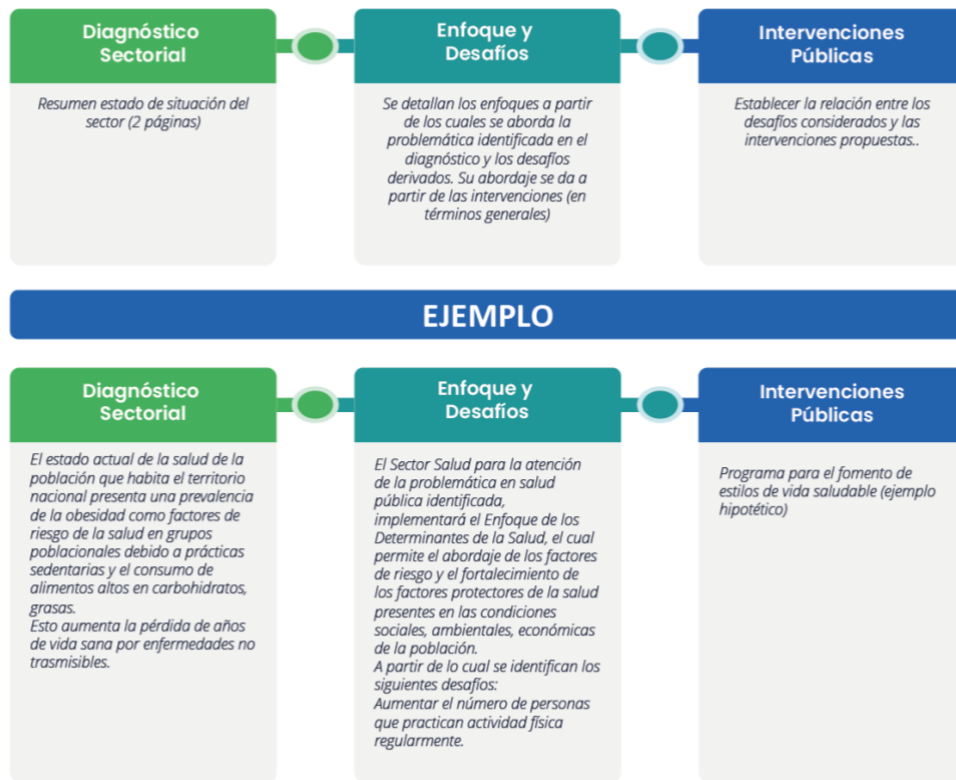 Diagnóstico
Sectorial
Resumen estado de situación del
sector (2 páginas)
Enfoque y
Desafíos
Se detallan los enfoques a partir
de los cuales se aborda la
problemática identificada en el
diagnóstico y los desafíos
derivados. Su abordaje se da a
partir de las intervenciones (en
términos generales)
Intervenciones
Públicas
Establecer la relación entre los
desafíos considerados y las
intervenciones propuestas..
EJEMPLO
Diagnóstico
Sectorial
El estado actual de la salud de la
población que habita el territorio
nacional presenta una prevalencia
de la obesidad como factores de
riesgo de la salud en grupos
poblacionales debido a prácticas
sedentarias y el consumo de
alimentos altos en carbohidratos,
grasas.
Esto aumenta la pérdida de años
de vida sana por enfermedades no
trasmisibles.
Enfoque y
Desafíos
El Sector Salud para la atención
de la problemática en salud
pública identificada,
implementará el Enfoque de los
Determinantes de la Salud, el cual
permite el abordaje de los factores
de riesgo y el fortalecimiento de
los factores protectores de la salud
presentes en las condiciones
sociales, ambientales, económicas
de la población.
A partir de lo cual se identifican los
siguientes desafíos:
Aumentar el número de personas
que practican actividad física
regularmente.
Intervenciones
Públicas
Programa para el fomento de
estilos de vida saludable (ejemplo
hipotético)